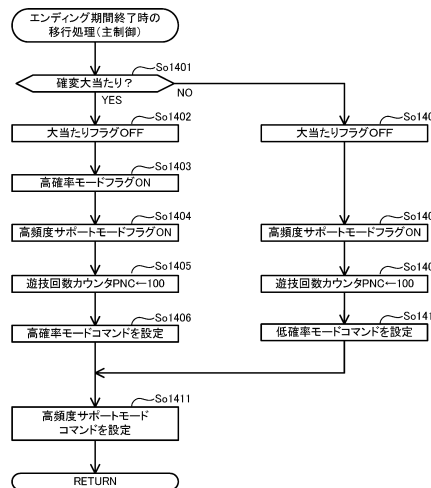 エンディング期間終了時の
移行処理(主制御)
So1401
確変大当たり?
YES
NO
So1402
大当たりフラグOFF
So1403
高確率モードフラグON
So1404
高頻度サポートモードフラグON
So1405
遊技回数カウンタPNC←100
So1406
高確率モードコマンドを設定
So140
大当たりフラグOFF
So140
高頻度サポートモードフラグON
So140
遊技回数カウンタPNC←100
So141
低確率モードコマンドを設定
So1411
高頻度サポートモード
コマンドを設定
RETURN